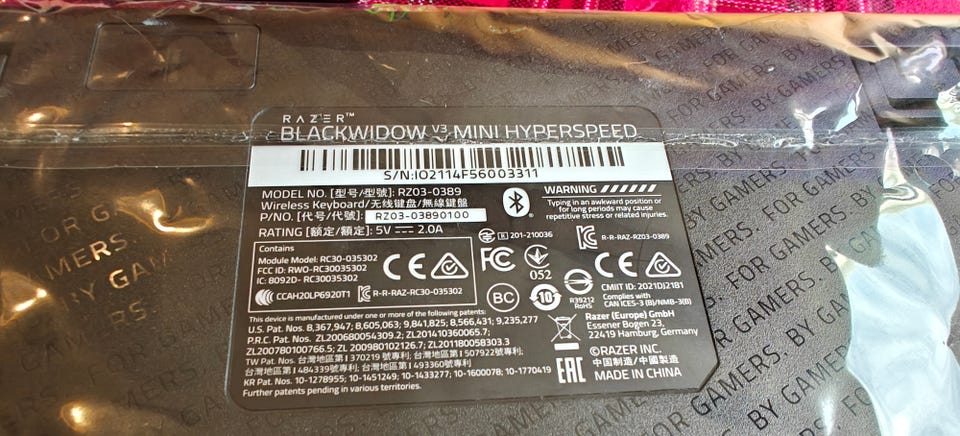 RAZER™
BLACKWIDOW V3 MINI HYPERSPEED
S/N:IO2114F56003311
MODEL NO. [型号/型號]: RZ03-0389
Wireless Keyboard/无线键盘/無線鍵盤
P/NO. [代号/代號]: RZ03-03890100
RATING [额定/額定]: 5V ⎓ 2.0A
WARNING
Typing in an awkward position or
for long periods may cause
repetitive stress or related injuries.
201-210036
R-R-RAZ-RZ03-0389
Contains
Module Model: RC30-035302
FCC ID: RWO-RC30035302
IC: 8092D- RC30035302
CCAH20LP6920T1
R-R-RAZ-RC30-035302
CE
FC
052
CE
BC
10
R39212
RoHS
CMIIT ID: 2021DJ2181
Complies with
CAN ICES-3 (B)/NMB-3(B)
This device is manufactured under one or more of the following patents:
U.S. Pat. Nos. 8,367,947; 8,605,063; 9,841,825; 8,566,431; 9,235,277
P.R.C. Pat. Nos. ZL200680054309.2; ZL201410360065.7;
ZL200780100766.5; ZL 200980102126.7; ZL201180058303.3
TW Pat Nos. 台灣地區第 I 370219 號專利; 台灣地區第 I 507922 號專利;
台灣地區第 I 484339號專利; 台灣地區第 I 493360號專利;
KR Pat Nos. 10-1278955; 10-1451249; 10-1433277; 10-1600078; 10-1770419
Further patents pending in various territories.
Razer (Europe) GmbH
Essener Bogen 23,
22419 Hamburg, Germany
EAC
©RAZER INC.
中国制造/中國製造
MADE IN CHINA
FOR GAMERS. BY GAMERS.
FOR GAMERS. BY GAMERS.